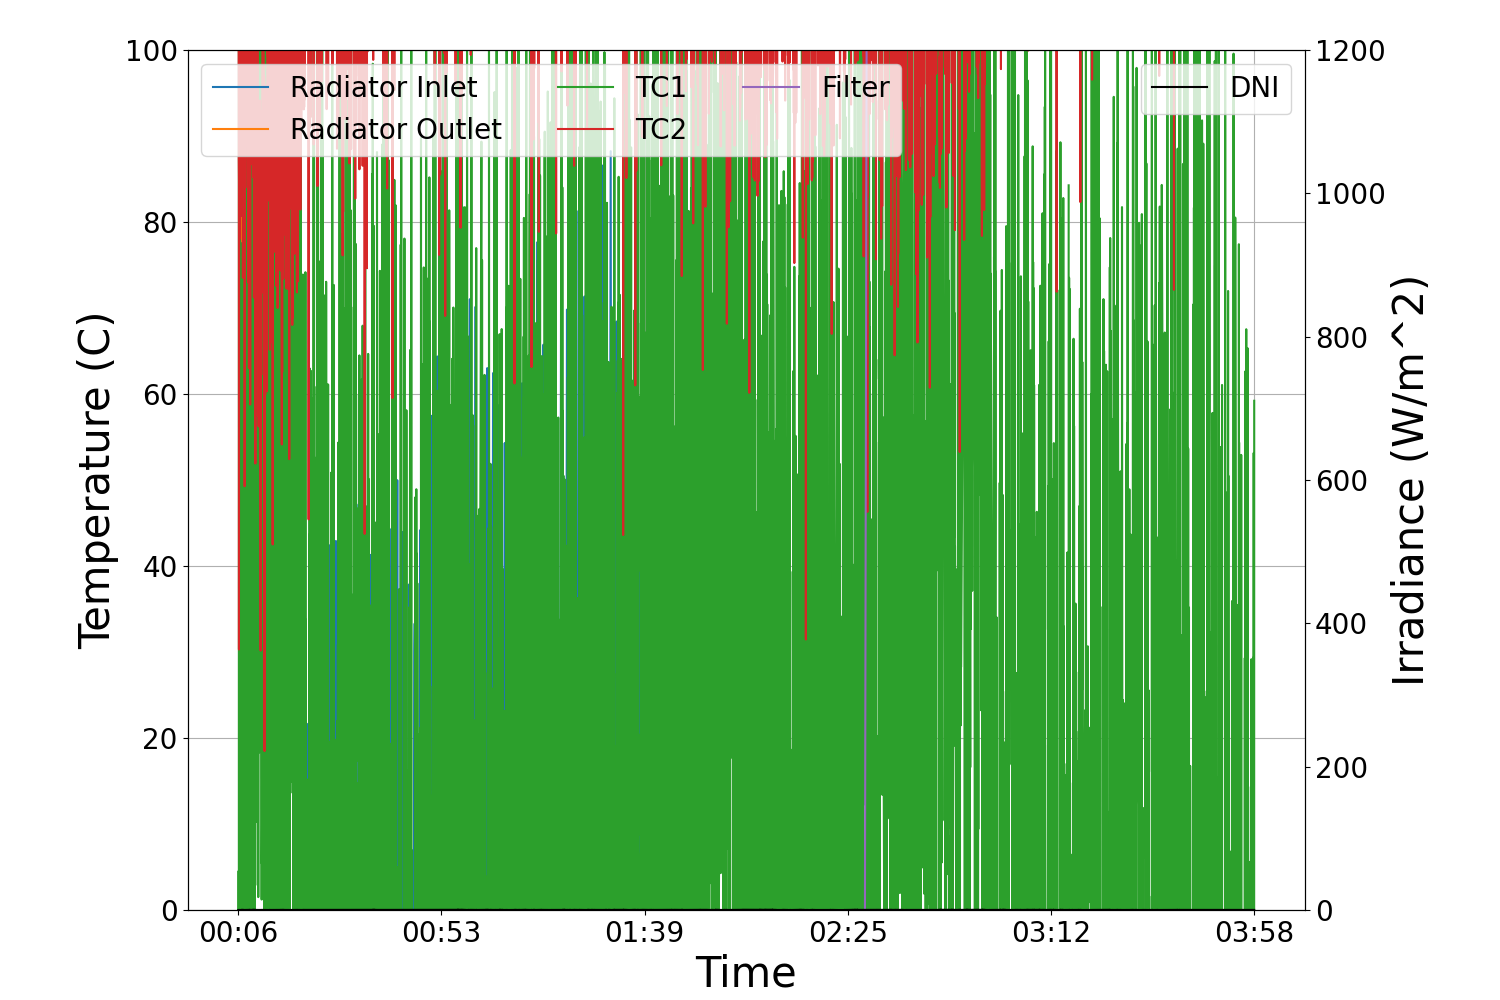 100
80
60
40
20
0
Temperature (C)
Radiator Inlet
Radiator Outlet
TC1
TC2
Filter
DNI
1200
1000
800
600
400
200
0
Irradiance (W/m^2)
00:06 00:53 01:39 02:25 03:12 03:58
Time